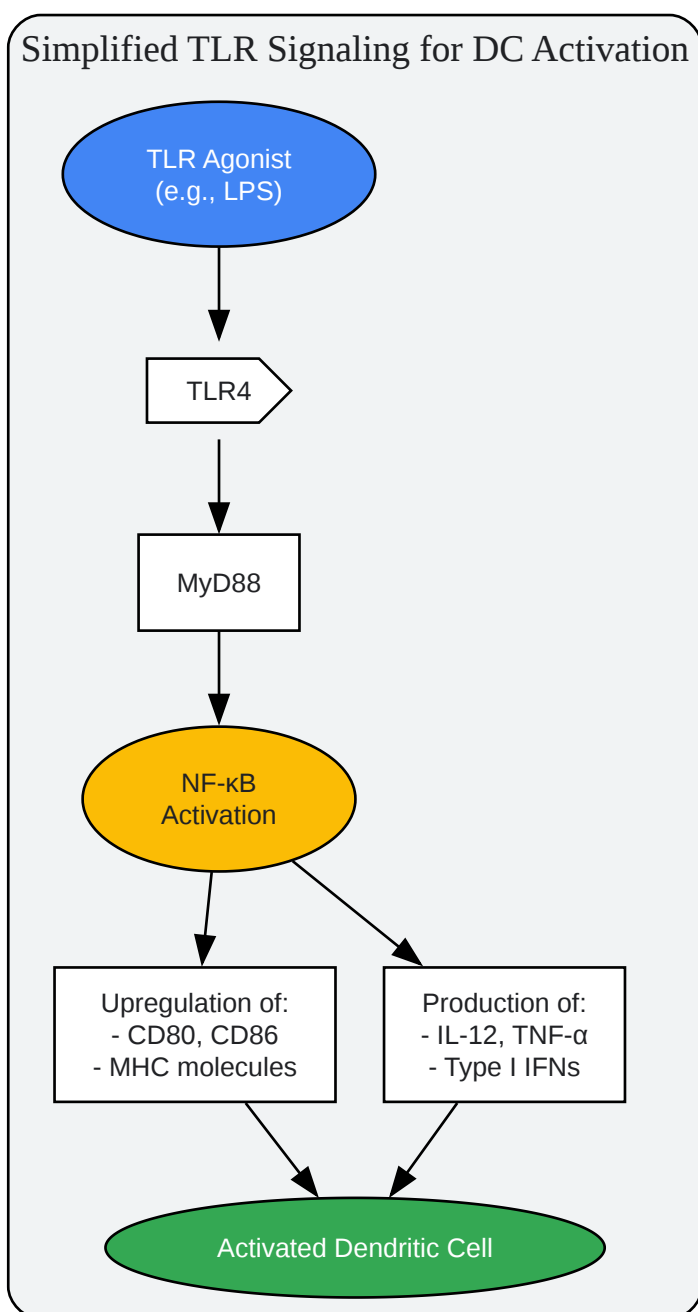 Simplified TLR Signaling for DC Activation
TLR Agonist
(e.g., LPS)
TLR4
MyD88
NF-κB
Activation
Upregulation of:
- CD80, CD86
- MHC molecules
Production of:
- IL-12, TNF-α
- Type I IFNs
Activated Dendritic Cell